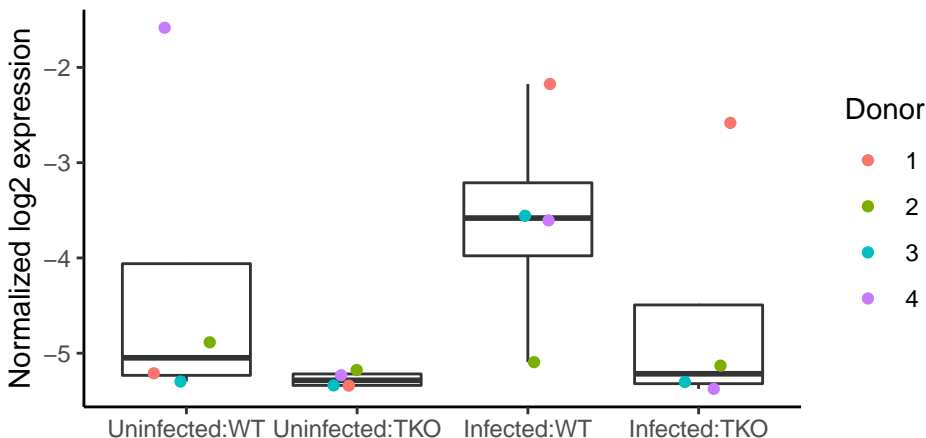 Normalized log2 expression
−2
−3
−4
−5
Uninfected:WT Uninfected:TKO Infected:WT Infected:TKO
Donor
1
2
3
4